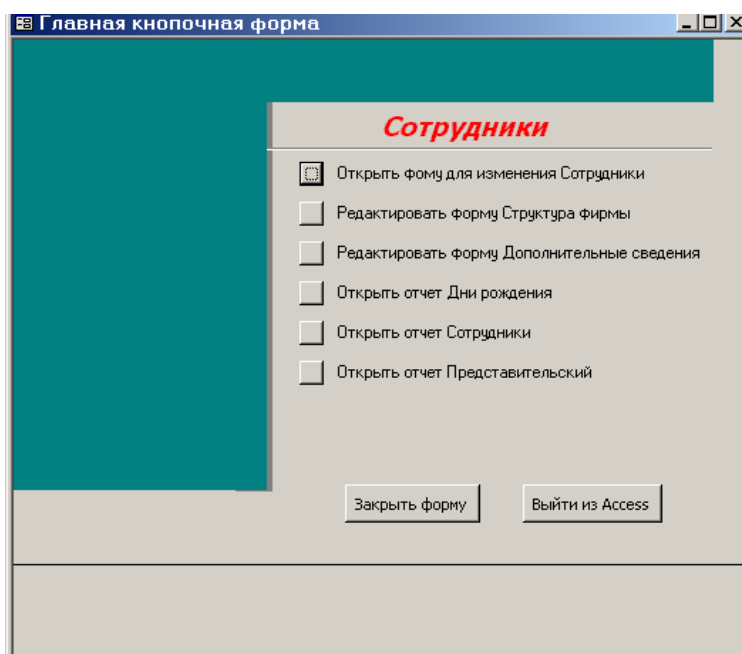 Главная кнопочная форма
Сотрудники
Открыть фому для изменения Сотрудники
Редактировать форму Структура фирмы
Редактировать форму Дополнительные сведения
Открыть отчет Дни рождения
Открыть отчет Сотрудники
Открыть отчет Представительский
Закрыть форму
Выйти из Access